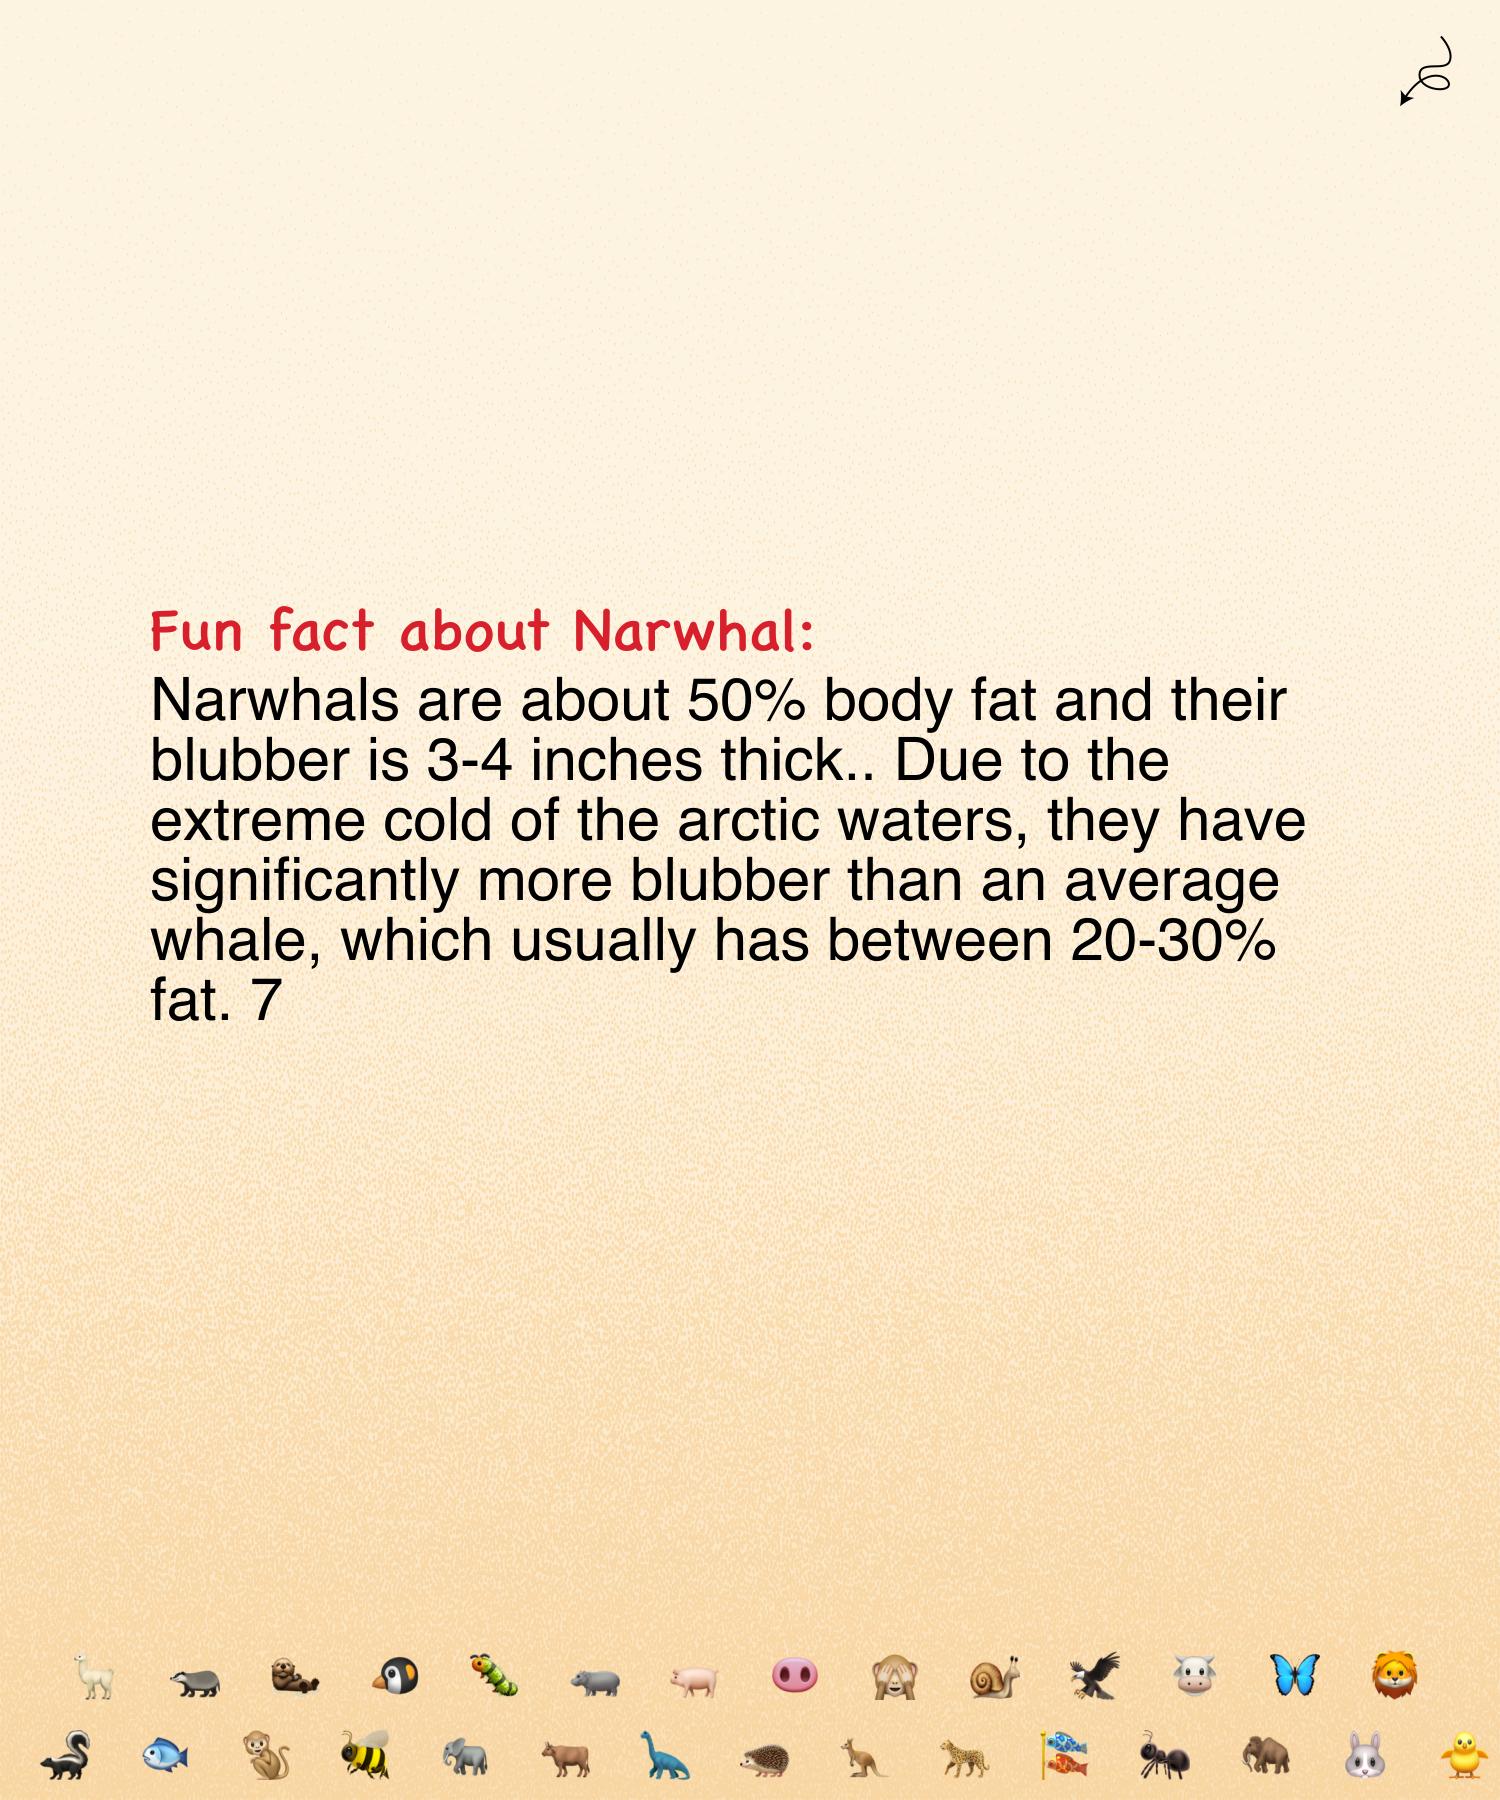 Fun fact about Narwhal:
Narwhals are about 50% body fat and their
blubber is 3-4 inches thick.. Due to the
extreme cold of the arctic waters, they have
significantly more blubber than an average
whale, which usually has between 20-30%
fat. 7